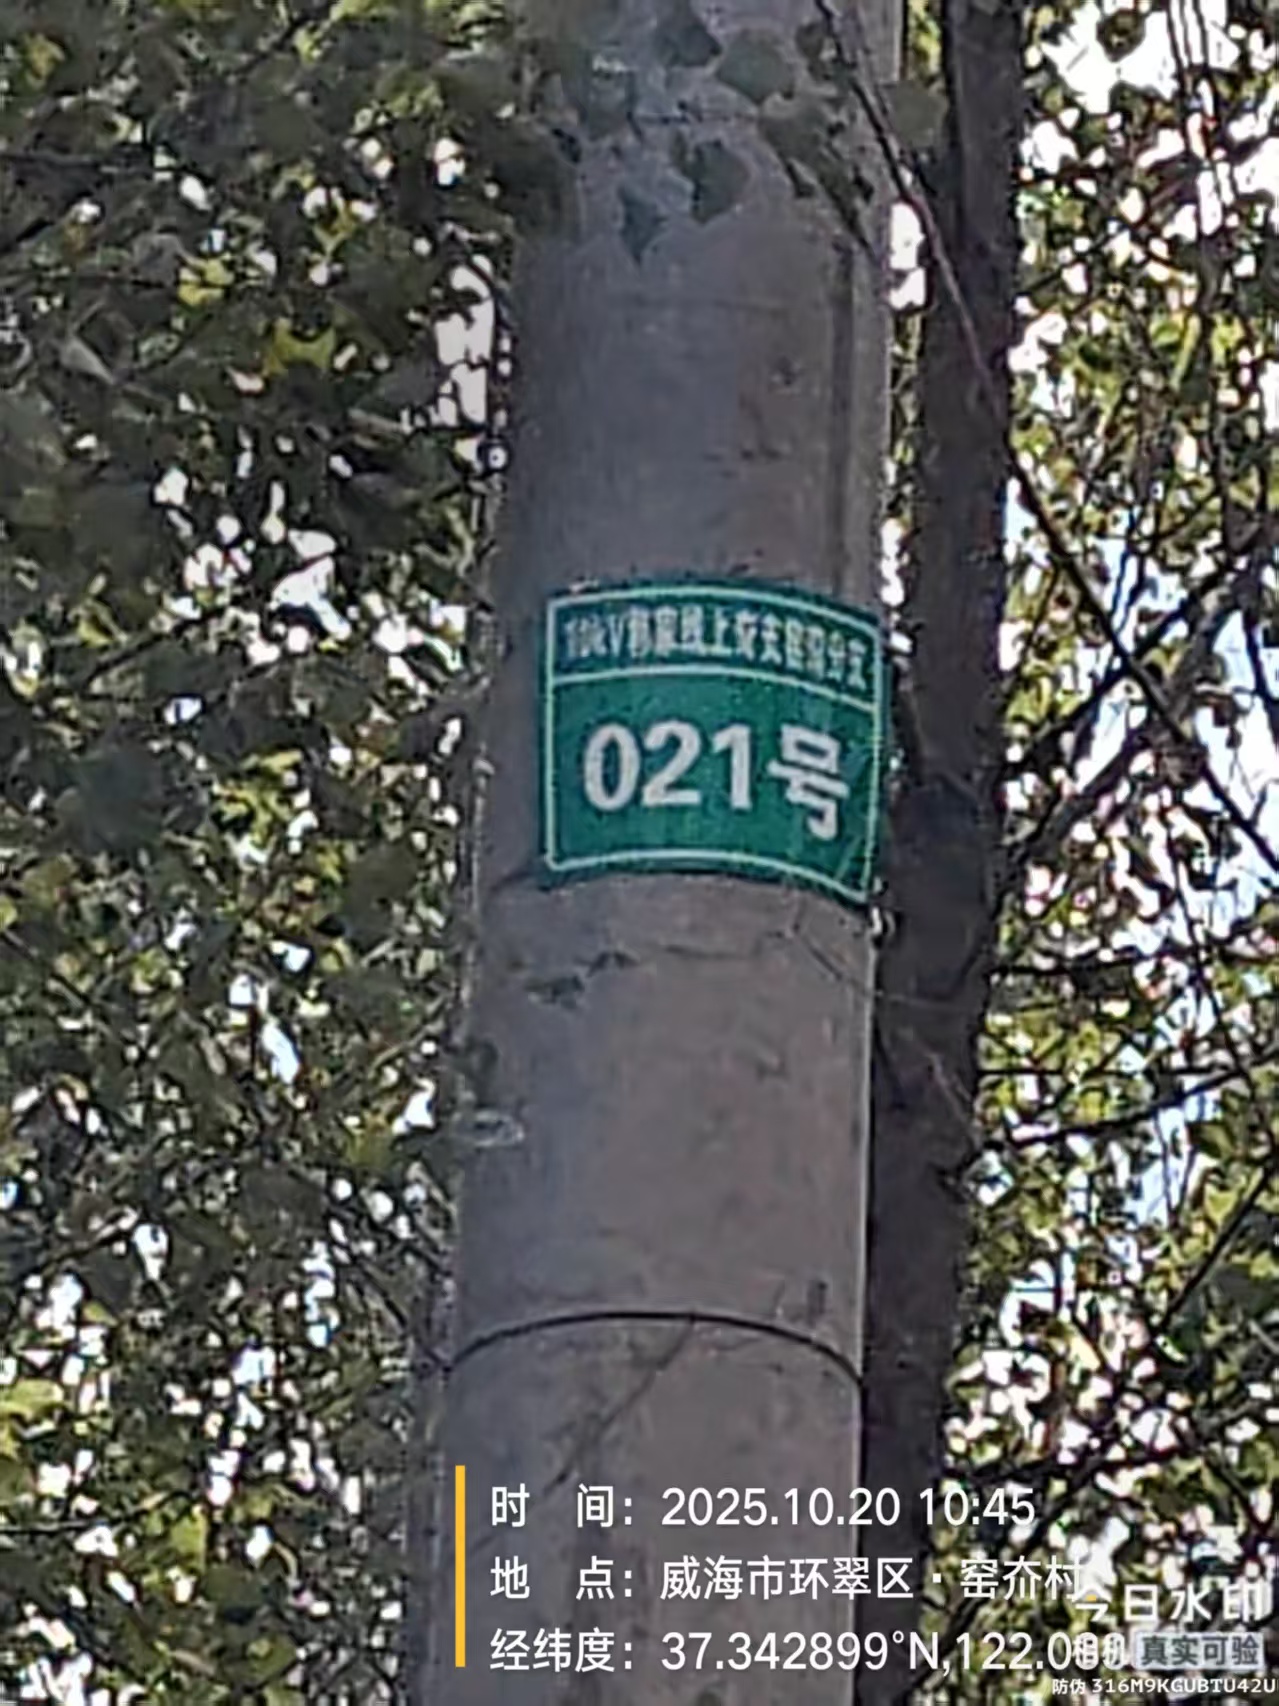 021号
时 间：2025.10.20 10:45
地 点：威海市环翠区·窑夼村
经纬度：37.342899°N,122.0
今日水印
真实可验
防伪 316M9KGUBTU42U